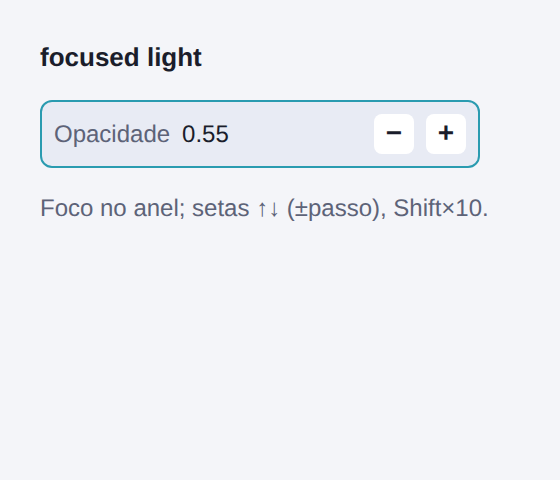 focused light
Opacidade 0.55 − +
Foco no anel; setas ↑↓ (±passo), Shift×10.